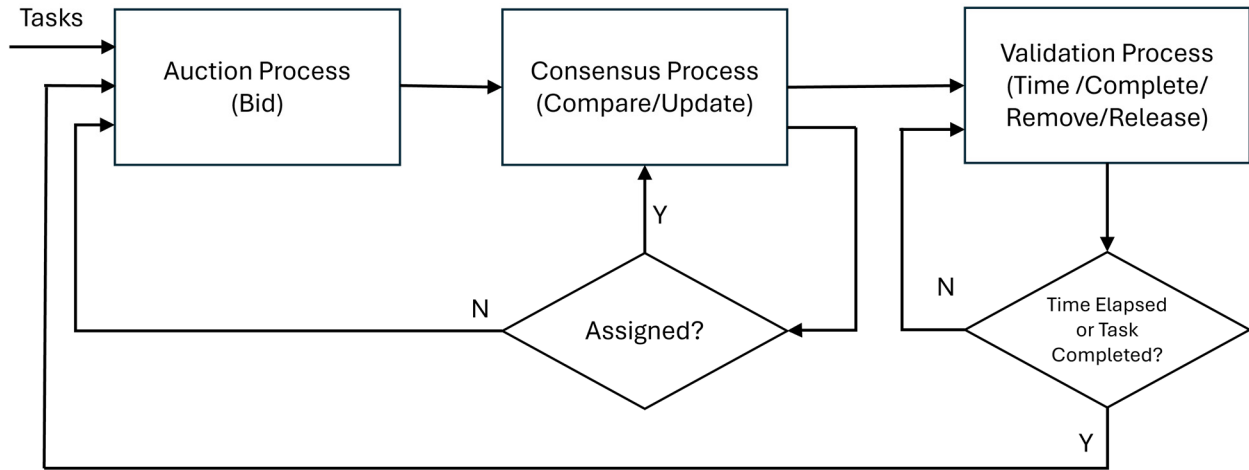 Tasks
Auction Process
(Bid)
Consensus Process
(Compare/Update)
Validation Process
(Time /Complete/
Remove/Release)
Y
N
Assigned?
N
Time Elapsed
or Task
Completed?
Y